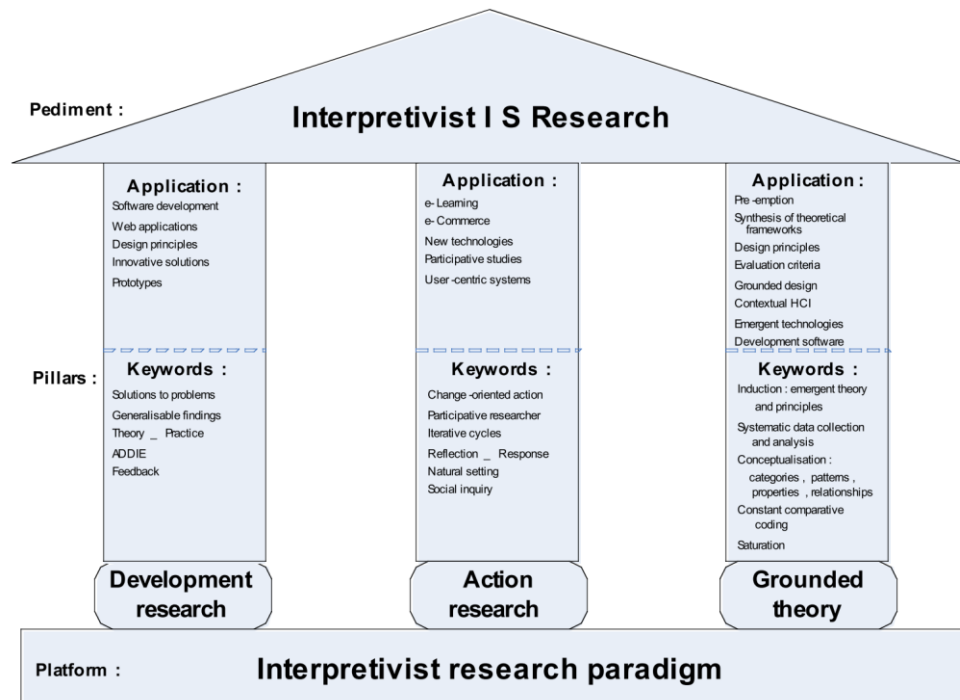 Pediment :
Interpretivist I S Research
Application :
Software development
Web applications
Design principles
Innovative solutions
Prototypes
Application :
e- Learning
e- Commerce
New technologies
Participative studies
User -centric systems
Application :
Pre -emption
Synthesis of theoretical
frameworks
Design principles
Evaluation criteria
Grounded design
Contextual HCI
Emergent technologies
Development software
Pillars :
Keywords :
Solutions to problems
Generalisable findings
Theory _ Practice
ADDIE
Feedback
Keywords :
Change -oriented action
Participative researcher
Iterative cycles
Reflection _ Response
Natural setting
Social inquiry
Keywords :
Induction : emergent theory
and principles
Systematic data collection
and analysis
Conceptualisation :
categories , patterns ,
properties , relationships
Constant comparative
coding
Saturation
Development
research
Action
research
Grounded
theory
Platform :
Interpretivist research paradigm